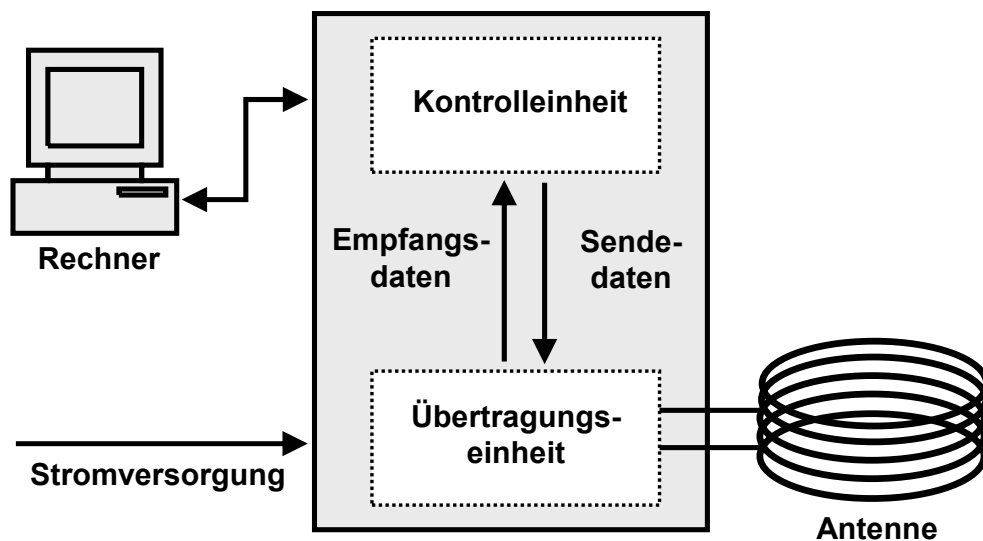 Kontrolleinheit
Rechner
Empfangs-
daten
Sende-
daten
Übertragungs-
einheit
Stromversorgung
Antenne